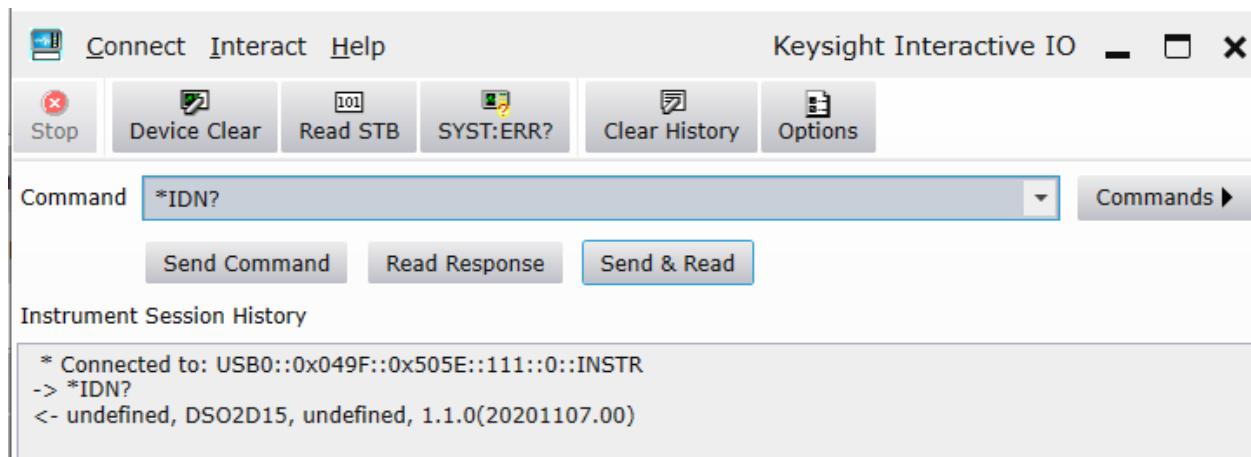 Connect Interact Help Keysight Interactive IO
Stop Device Clear 101 Read STB SYST:ERR? Clear History Options
Command *IDN? Commands
Send Command Read Response Send & Read
Instrument Session History
* Connected to: USB0::0x049F::0x505E::111::0::INSTR
-> *IDN?
<- undefined, DSO2D15, undefined, 1.1.0(20201107.00)